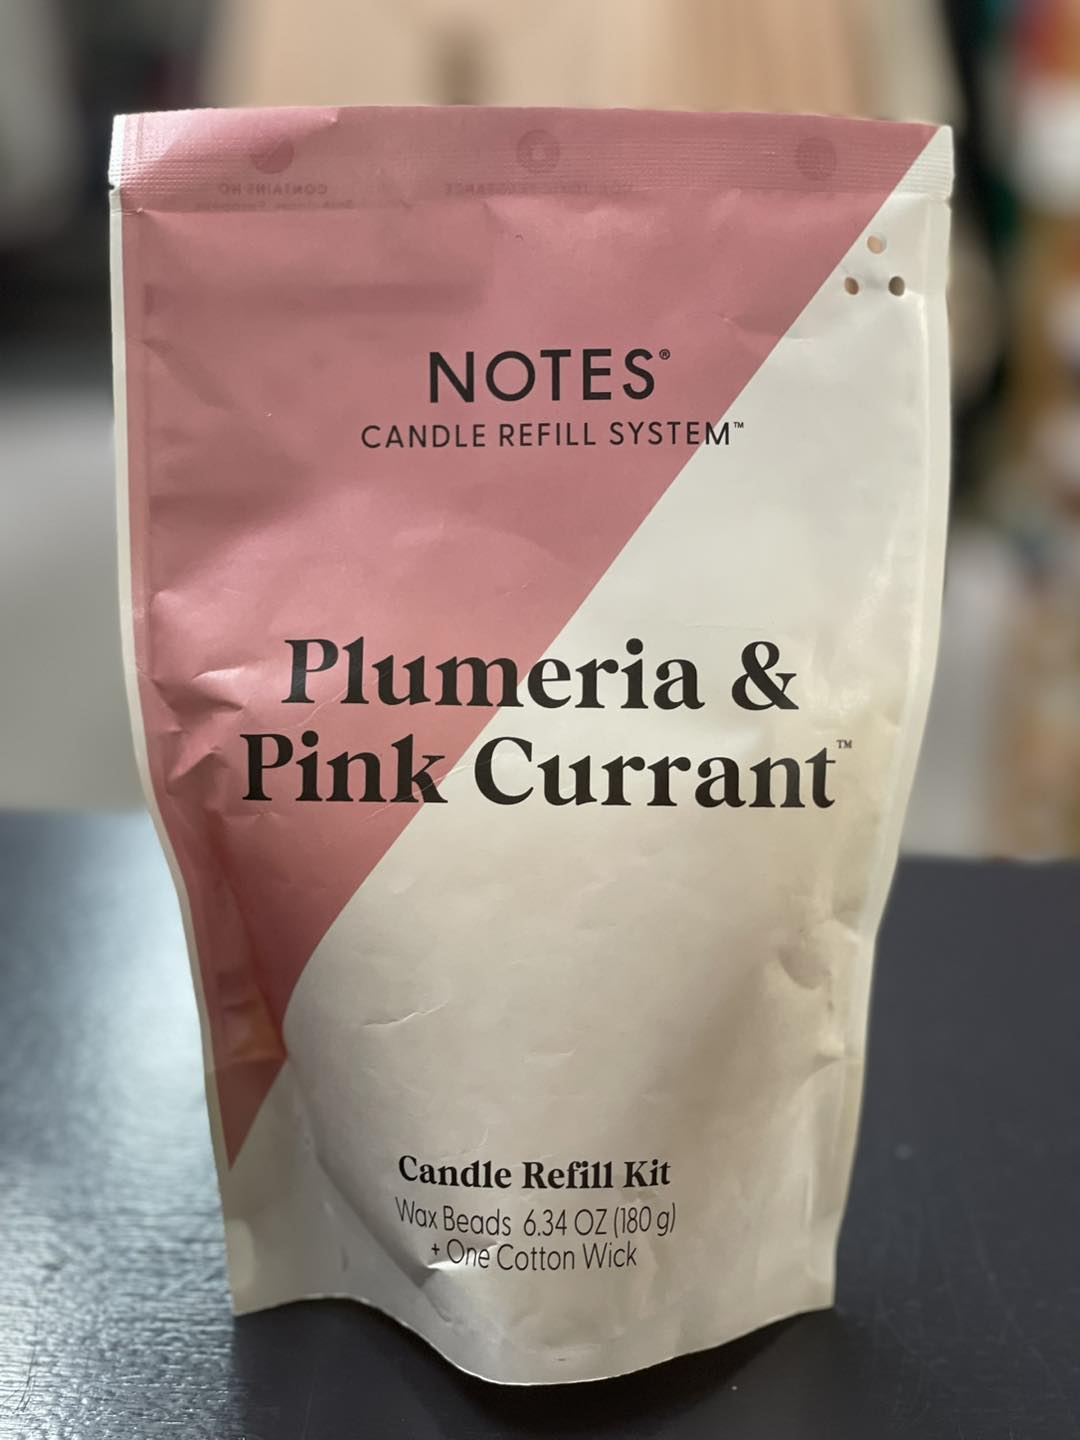 NOTES®
CANDLE REFILL SYSTEM™
Plumeria &
Pink Currant™
Candle Refill Kit
Wax Beads 6.34 OZ (180 g)
+ One Cotton Wick